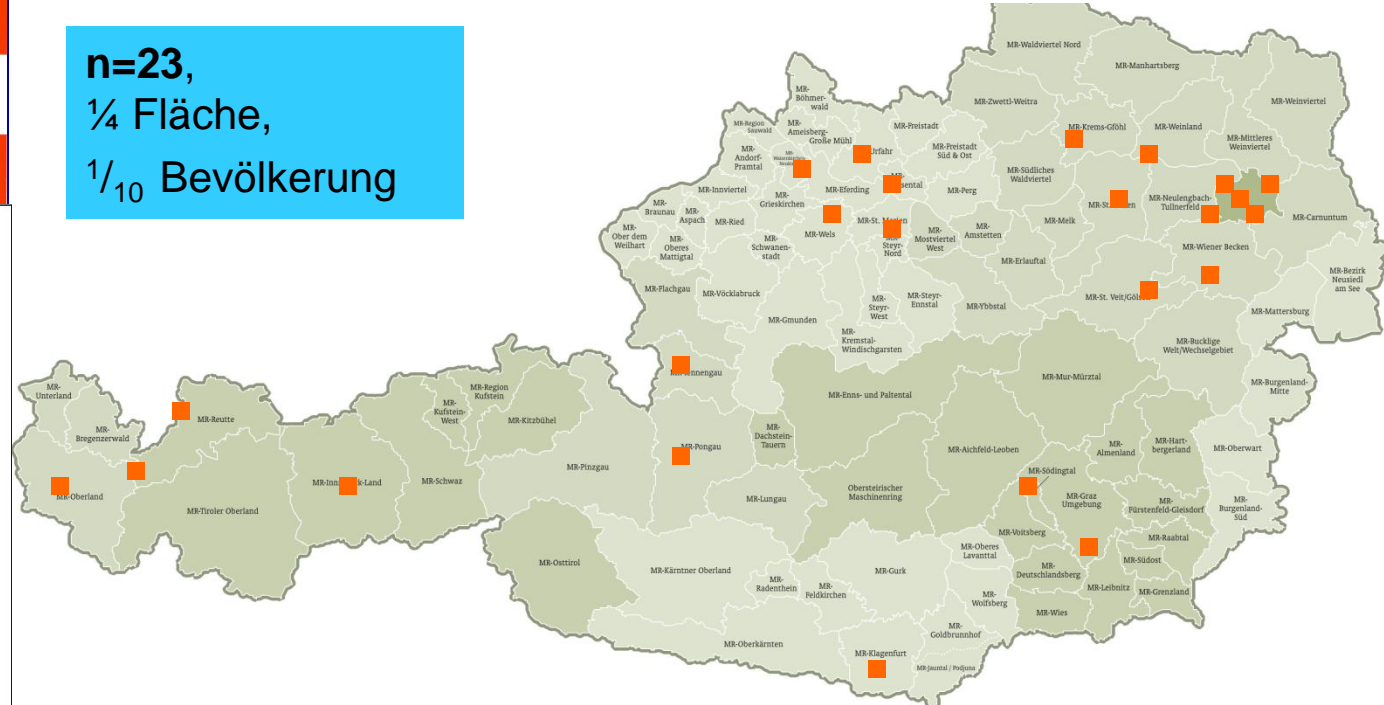 n=23,
¼ Fläche,
1/10 Bevölkerung
MR-Waldviertel Nord
MR-Manhartsberg
MR-Böhmer-
wald
MR-Zwettl-Weitra
MR-Weinviertel
MR-Region
Sauwald
MR-
Ameisberg-
Große Mühl
MR-Freistadt
MR-Krems-Gföhl
MR-Weinland
MR-Mittleres
Weinviertel
MR-
Andorf-
Pramtal
MR-Freistadt
Süd & Ost
MR-Südliches
Waldviertel
MR-Innviertel
MR-
Grieskirchen
MR-Eferding
MR-Perg
MR-Neulengbach-
Tullnerfeld
MR-
Braunau
MR-
Aspach
MR-Ried
MR-Melk
MR-Carnuntum
MR-
Ober dem
Weilhart
MR-
Oberes
Mattigtal
MR-
Schwanen-
stadt
MR-Wels
MR-
Steyr-
Nord
MR-
Mostviertel
West
MR-
Amstetten
MR-Erlauftal
MR-Wiener Becken
MR-Bezirk
Neusiedl
am See
MR-Flachgau
MR-Vöcklabruck
MR-Gmunden
MR-
Steyr-
West
MR-Steyr-
Ennstal
MR-Ybbstal
MR-St. Veit/Gölsen
MR-Mattersburg
MR-
Kremstal-
Windischgarsten
MR-Bucklige
Welt/Wechselgebiet
MR-
Unterland
MR-
Bregenzerwald
MR-Reutte
MR-
Kufstein-
West
MR-Region
Kufstein
MR-Kitzbühel
MR-Enns- und Paltental
MR-Mur-Mürztal
MR-Burgenland-
Mitte
MR-
Dachstein-
Tauern
MR-Pongau
MR-Aichfeld-Leoben
MR-
Almenland
MR-Hart-
bergerland
MR-Oberwart
MR-Oberland
MR-Tiroler Oberland
MR-Schwaz
MR-Pinzgau
MR-Lungau
Obersteirischer
Maschinenring
MR-Södingtal
MR-Graz
Umgebung
MR-
Fürstenfeld-Gleisdorf
MR-
Burgenland-
Süd
MR-Voitsberg
MR-Raabtal
MR-Osttirol
MR-Kärntner Oberland
MR-
Radenthein
MR-
Feldkirchen
MR-Gurk
MR-Oberes
Lavanttal
MR-
Deutschlandsberg
MR-Südost
MR-
Wolfsberg
MR-Leibnitz
MR-Grenzland
MR-Wies
MR-
Goldbrunnhof
MR-Oberkärnten
MR-Klagenfurt
MR-Jauntal / Podjuna